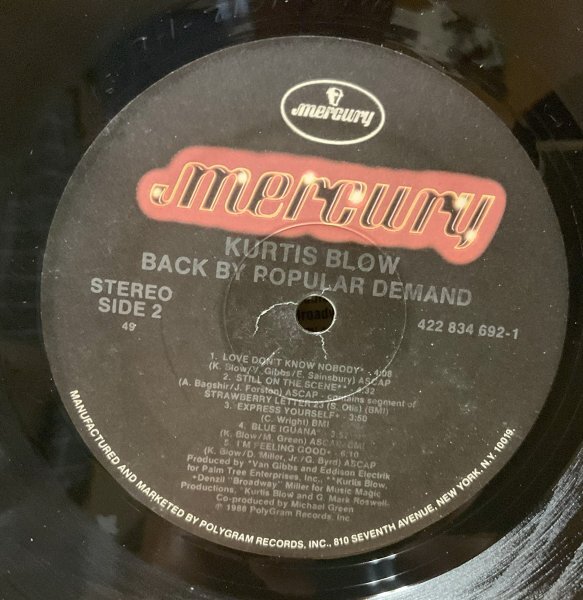 mercury
mercury
KURTIS BLOW
BACK BY POPULAR DEMAND
STEREO
SIDE 2
49
422 834 692-1
1. LOVE DON'T KNOW NOBODY* - 4:08
(K. Blow/V. Gibbs/E. Sainsbury) ASCAP
2. STILL ON THE SCENE** - 4:32
(A. Bagshir/J. Forston) ASCAP - contains segment of
STRAWBERRY LETTER 23 (S. Otis) (BMI)
3. EXPRESS YOURSELF+ - 3:50
(C. Wright) BMI
4. BLUE IGUANA
(K. Blow/M. Green) ASCAP/BMI
5. I'M FEELING GOOD+ - 6:10
(K. Blow/D. Miller, Jr./G. Byrd) ASCAP
Produced by *Van Gibbs and Eddison Electrik
for Palm Tree Enterprises, Inc., **Kurtis Blow,
+Denzil "Broadway" Miller for Music Magic
Productions, Kurtis Blow and G. Mark Roswell
Co-produced by Michael Green
© 1988 PolyGram Records, Inc
MANUFACTURED AND MARKETED BY POLYGRAM RECORDS, INC., 810 SEVENTH AVENUE, NEW YORK, N.Y. 10019.